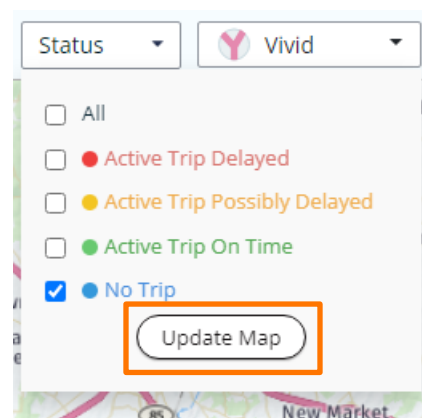 Status
Vivid
All
Active Trip Delayed
Active Trip Possibly Delayed
Active Trip On Time
No Trip
Update Map
85
New Market